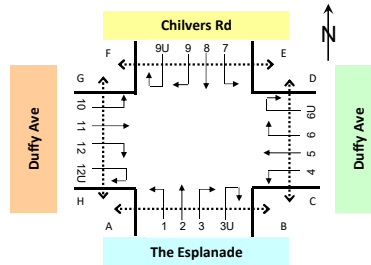 Chilvers Rd
N
F 9U 9 8 7 E
G D
Duffy Ave
10
11
12
12U
6U
6
5
4
Duffy Ave
H C
A 1 2 3 3U B
The Esplanade